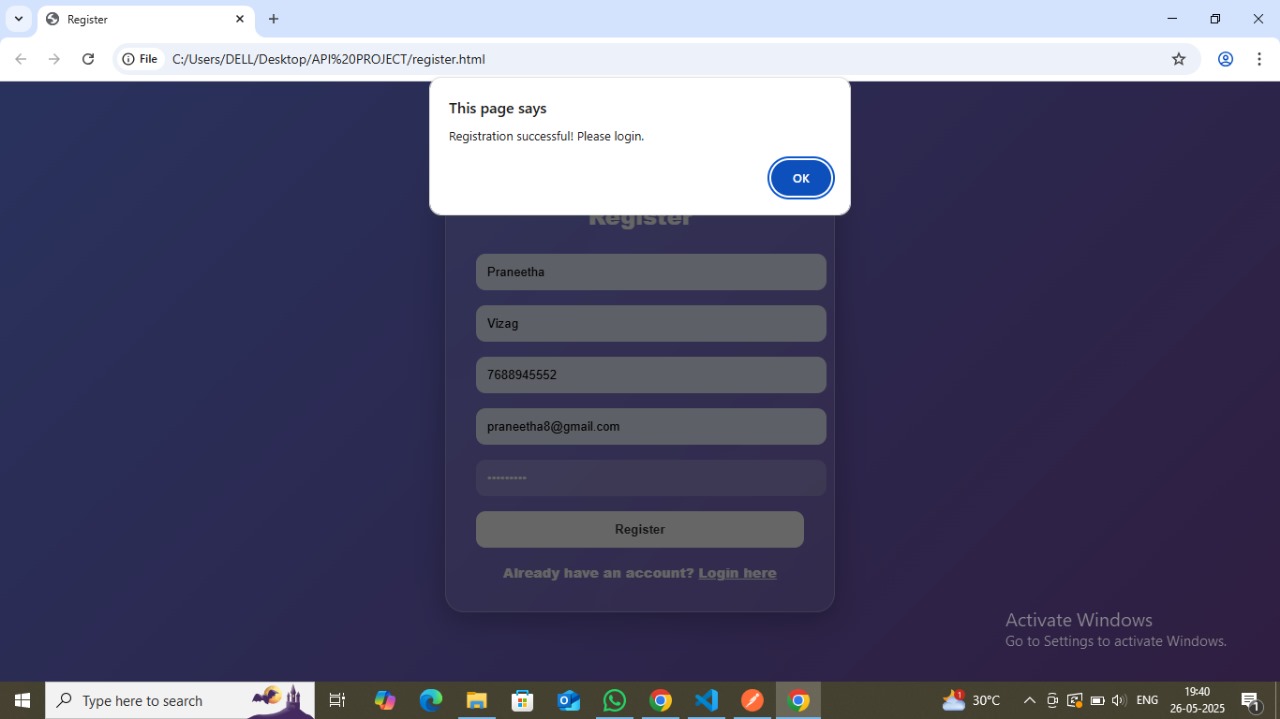 Register
File
C:/Users/DELL/Desktop/API%20PROJECT/register.html
This page says
Registration successful! Please login.
OK
Register
Praneetha
Vizag
7688945552
praneetha8@gmail.com
•••••••••
Register
Already have an account? Login here
Activate Windows
Go to Settings to activate Windows.
Type here to search
1
30°C
ENG
19:40
26-05-2025
1